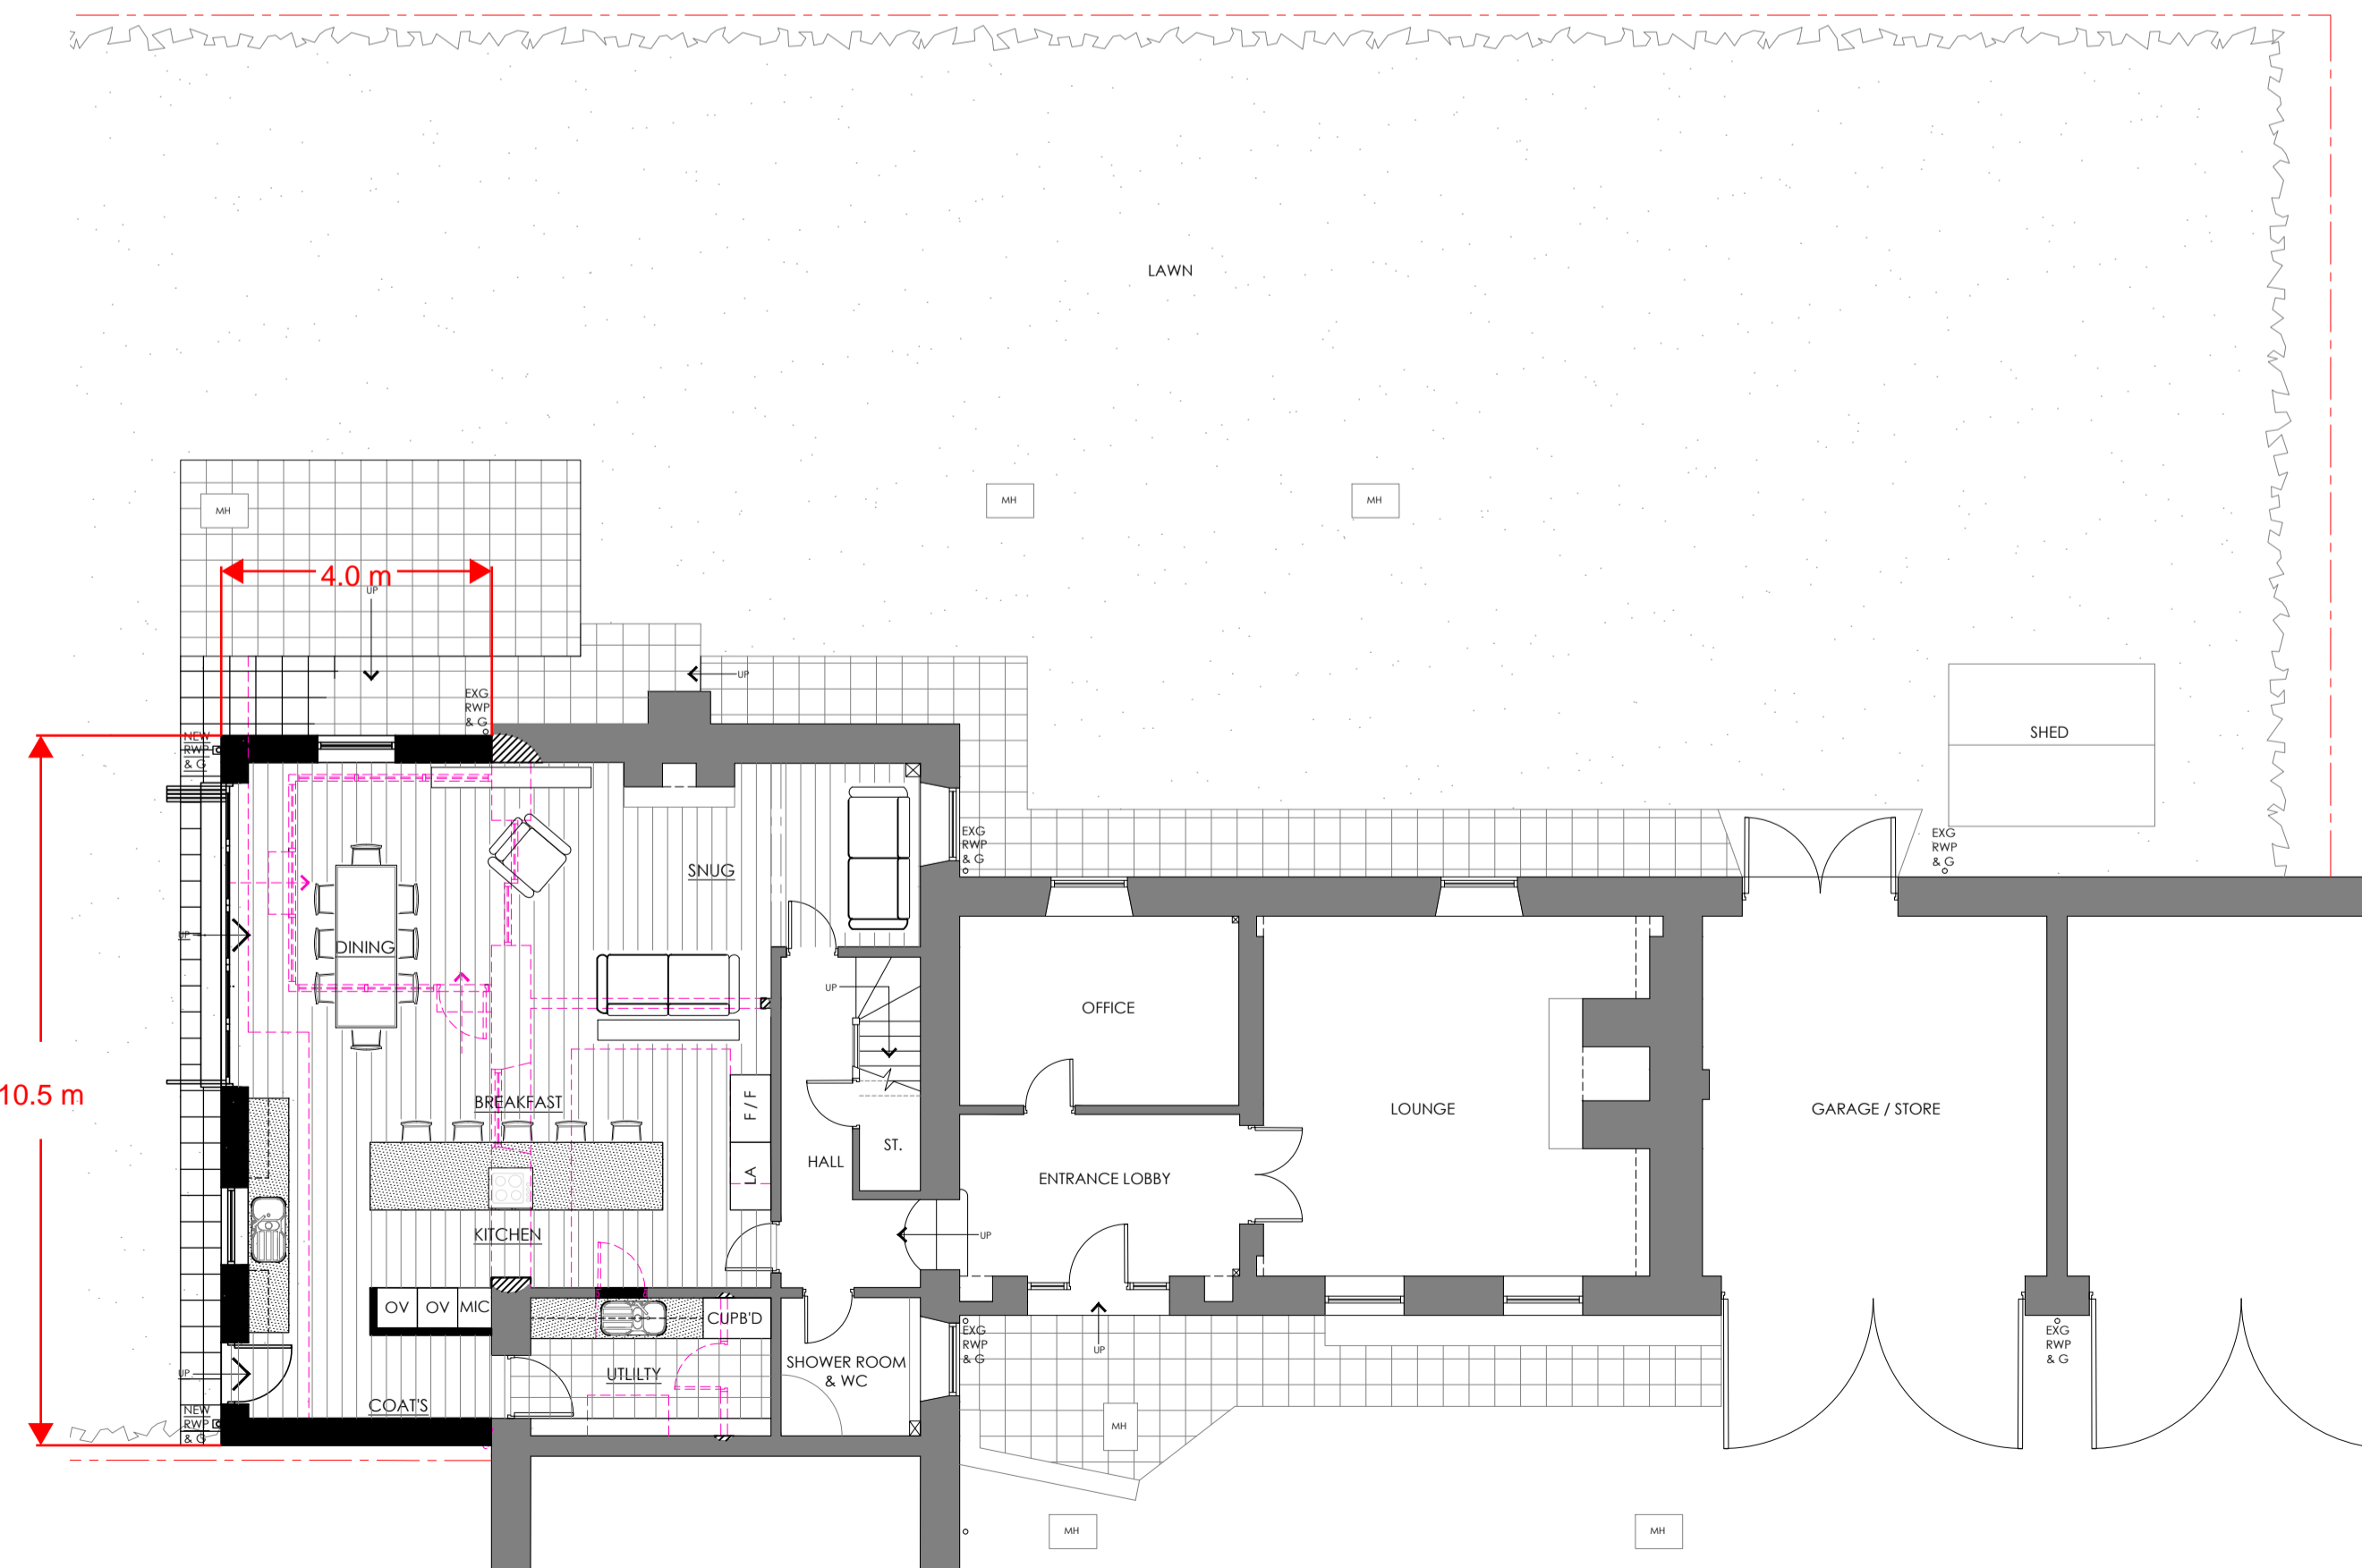 LAWN
MH
MH
MH
4.0 m
UP
UP
EXG
RWP
& G
NEW
RWP
& G
SHED
EXG
RWP
& G
EXG
RWP
& G
SNUG
UP
DINING
UP
OFFICE
10.5 m
BREAKFAST
F / F
LOUNGE
GARAGE / STORE
ST.
HALL
LA
ENTRANCE LOBBY
KITCHEN
UP
OV
OV
MIC
CUPB'D
EXG
RWP
& G
EXG
RWP
& G
UP
SHOWER ROOM
& WC
UP
UTLILTY
COAT'S
NEW
RWP
& G
MH
MH
MH